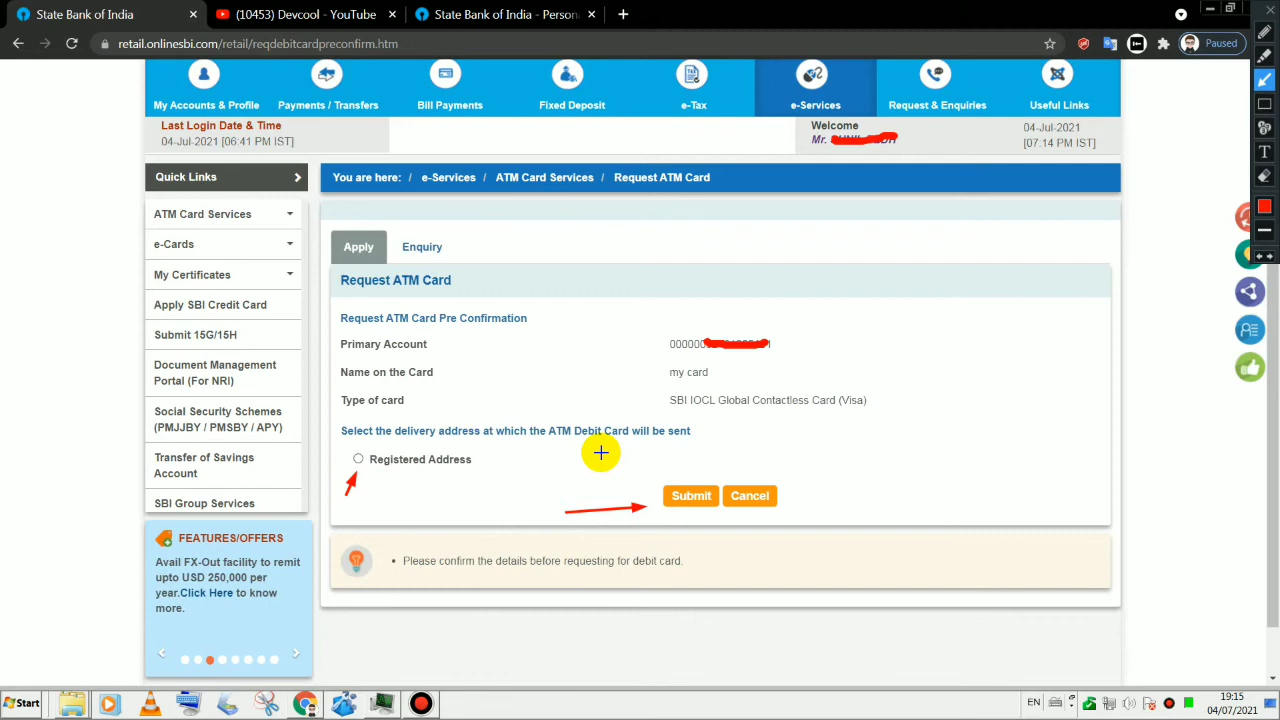 State Bank of India
(10453) Devcool - YouTube
State Bank of India - Person
retail.onlinesbi.com/retail/reqdebitcardpreconfirm.htm
Paused
My Accounts & Profile
Payments / Transfers
Bill Payments
Fixed Deposit
e-Tax
e-Services
Request & Enquiries
Useful Links
Last Login Date & Time
04-Jul-2021 [06:41 PM IST]
Welcome
Mr.
04-Jul-2021
[07.14 PM IST]
Quick Links
ATM Card Services
e-Cards
My Certificates
Apply SBI Credit Card
Submit 15G/15H
Document Management
Portal (For NRI)
Social Security Schemes
(PMJJBY / PMSBY / APY)
Transfer of Savings
Account
SBI Group Services
FEATURES/OFFERS
Avail FX-Out facility to remit
upto USD 250,000 per
year.Click Here to know
more.
You are here: / e-Services / ATM Card Services / Request ATM Card
Apply
Enquiry
Request ATM Card
Request ATM Card Pre Confirmation
Primary Account 000000
Name on the Card my card
Type of card SBI IOCL Global Contactless Card (Visa)
Select the delivery address at which the ATM Debit Card will be sent
Registered Address
Submit
Cancel
• Please confirm the details before requesting for debit card.
Start
EN
19:15
04/07/2021